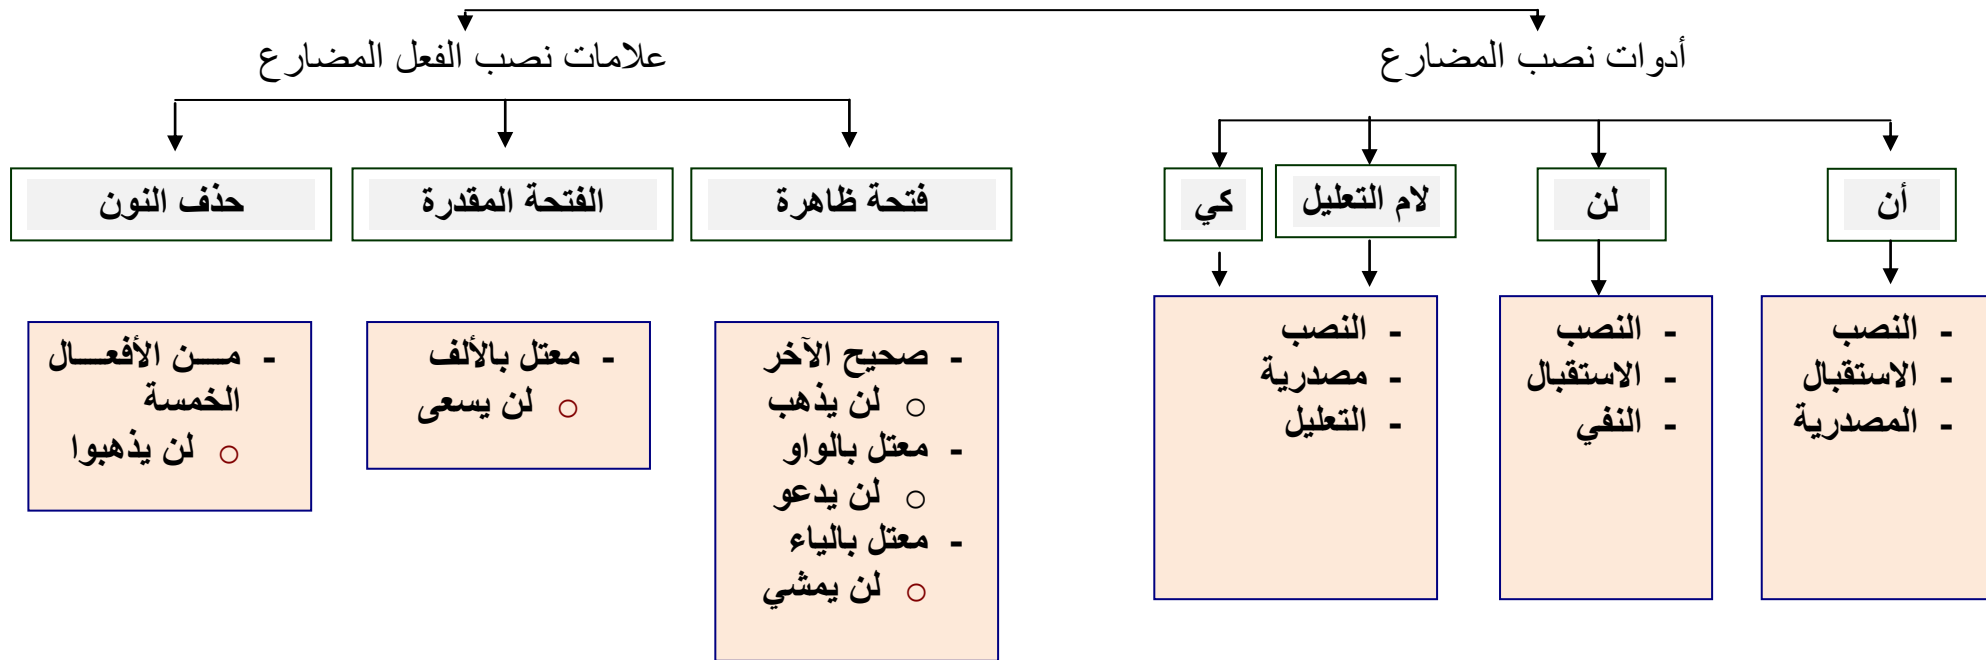 أدوات نصب المضارع
علامات نصب الفعل المضارع
أن
لن
لام التعليل
كي
فتحة ظاهرة
الفتحة المقدرة
حذف النون
- النصب
- الاستقبال
- المصدرية
- النصب
- الاستقبال
- النفي
- النصب
- مصدرية
- التعليل
- صحيح الآخر
○ لن يذهب
- معتل بالواو
○ لن يدعو
- معتل بالياء
○ لن يمشي
- معتل بالألف
○ لن يسعى
- مــن الأفعــال
الخمسة
○ لن يذهبوا